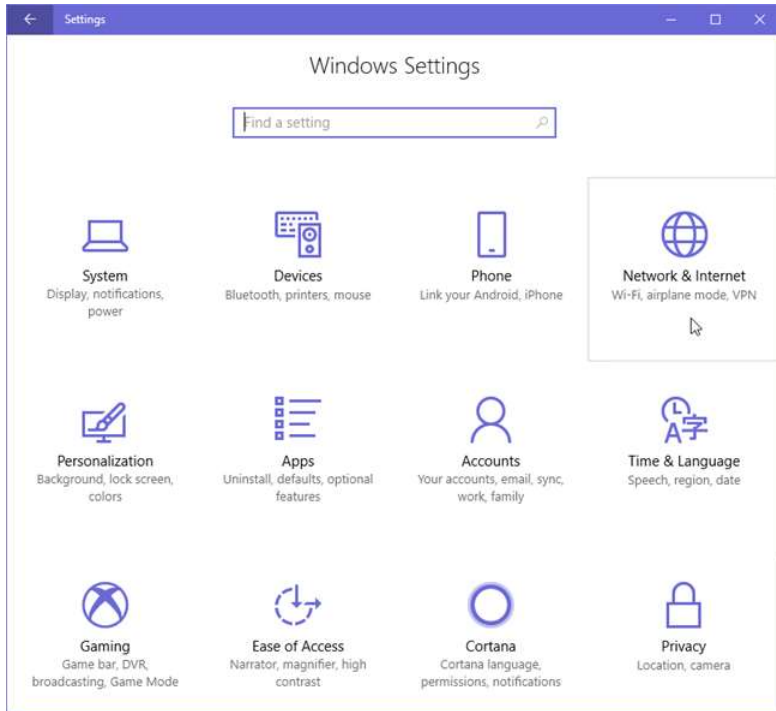 Settings
Windows Settings
Find a setting
System
Display, notifications,
power
Devices
Bluetooth, printers, mouse
Phone
Link your Android, iPhone
Network & Internet
Wi-Fi, airplane mode, VPN
Personalization
Background, lock screen,
colors
Apps
Uninstall, defaults, optional
features
Accounts
Your accounts, email, sync,
work, family
Time & Language
Speech, region, date
Gaming
Game bar, DVR,
broadcasting, Game Mode
Ease of Access
Narrator, magnifier, high
contrast
Cortana
Cortana language,
permissions, notifications
Privacy
Location, camera